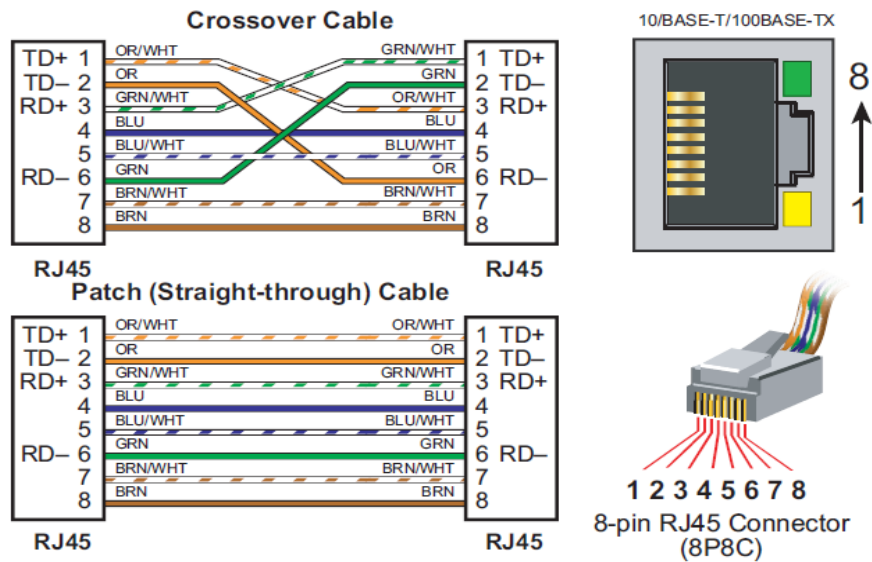 Crossover Cable
TD+ 1 OR/WHT GRN/WHT 1 TD+
TD– 2 OR GRN 2 TD–
RD+ 3 GRN/WHT OR/WHT 3 RD+
4 BLU BLU 4
5 BLU/WHT BLU/WHT 5
RD– 6 GRN OR 6 RD–
7 BRN/WHT BRN/WHT 7
8 BRN BRN 8
RJ45 RJ45
10/BASE-T/100BASE-TX
8
1
Patch (Straight-through) Cable
TD+ 1 OR/WHT OR/WHT 1 TD+
TD– 2 OR OR 2 TD–
RD+ 3 GRN/WHT GRN/WHT 3 RD+
4 BLU BLU 4
5 BLU/WHT BLU/WHT 5
RD– 6 GRN GRN 6 RD–
7 BRN/WHT BRN/WHT 7
8 BRN BRN 8
RJ45 RJ45
1 2 3 4 5 6 7 8
8-pin RJ45 Connector
(8P8C)